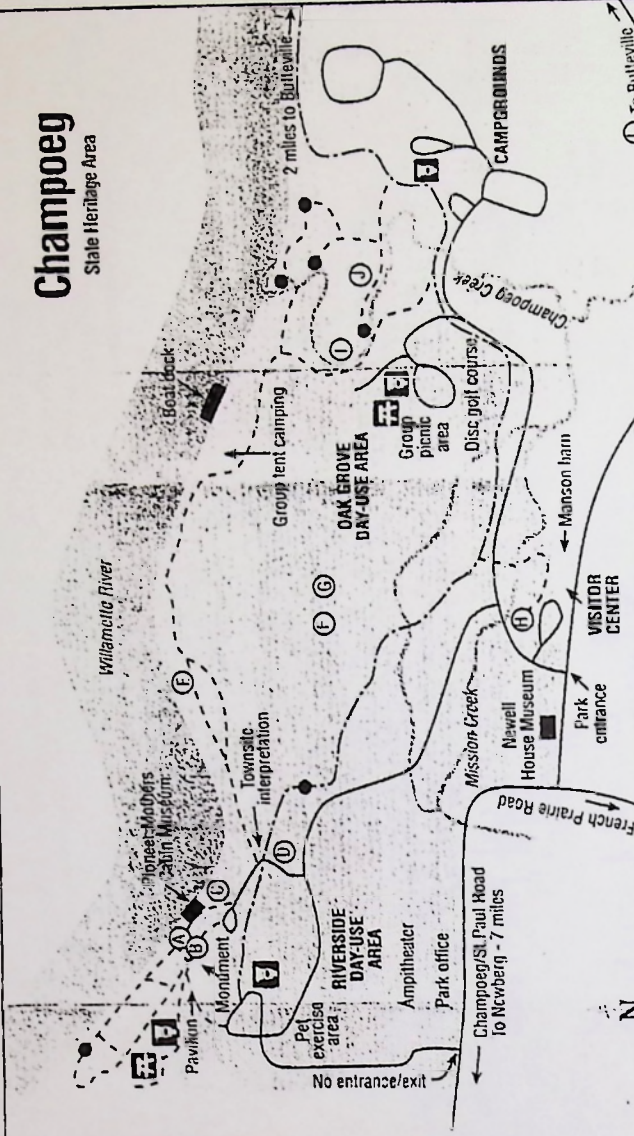 Champoeg
State Heritage Area
Willamette River
Boat dock
2 miles to Butteville
CAMPGROUNDS
J
I
Group tent camping
OAK GROVE
DAY-USE AREA
Group
picnic
area
Disc golf course
Champoeg Creek
F
G
E
Townsite
interpretation
Pioneer Mothers
Cabin Museum
A
B
C
D
Monument
Pavilion
RIVERSIDE
DAY-USE
AREA
Pet
exercise
area
Ampitheater
Park office
No entrance/exit
Champoeg/St. Paul Road
To Newberg - 7 miles
French Prairie Road
Mission Creek
Newell
House Museum
Park
entrance
H
VISITOR
CENTER
Manson barn
To Butteville
N